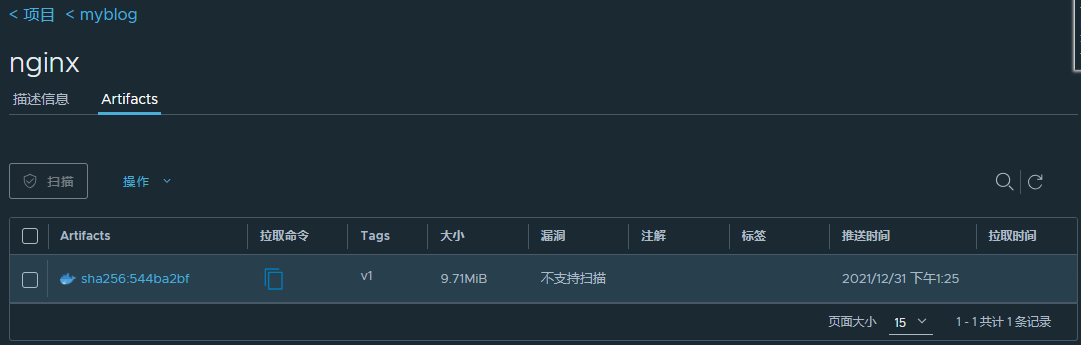 < 项目 < myblog
nginx
描述信息 Artifacts
扫描 操作
Artifacts 拉取命令 Tags 大小 漏洞 注解 标签 推送时间 拉取时间
sha256:544ba2bf v1 9.71MiB 不支持扫描 2021/12/31 下午1:25
页面大小 15 1 - 1 共计 1 条记录